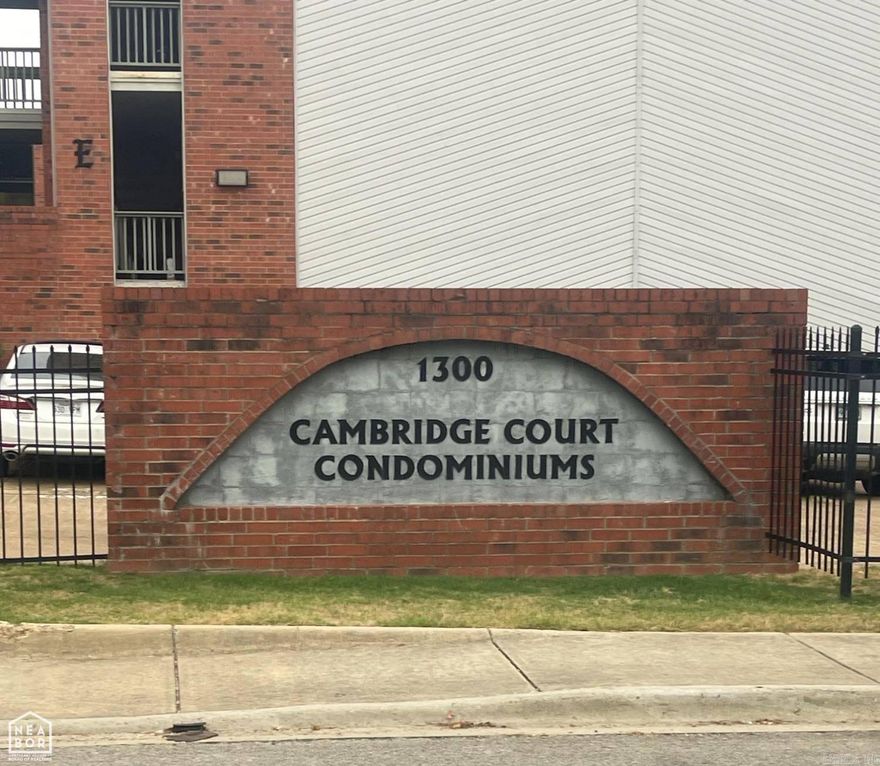 E
1300
CAMBRIDGE COURT
CONDOMINIUMS
NEA
BOR